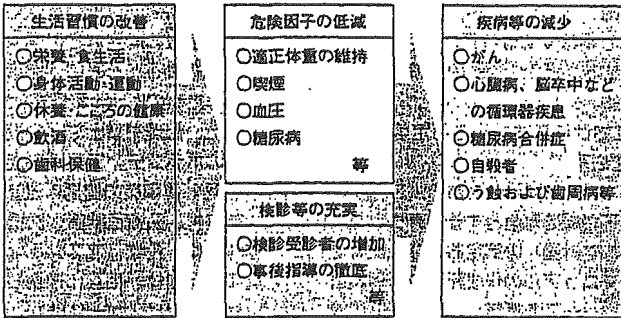 生活習慣の改善
○栄養・食生活
○身体活動・運動
○休養・こころの健康
○飲酒
○歯科保健
危険因子の低減
○適正体重の維持
○喫煙
○血圧
○糖尿病
等
検診等の充実
○検診受診者の増加
○事後指導の徹底
等
疾病等の減少
○がん
○心臓病、脳卒中など
の循環器疾患
○糖尿病合併症
○自殺者
○う蝕および歯周病等